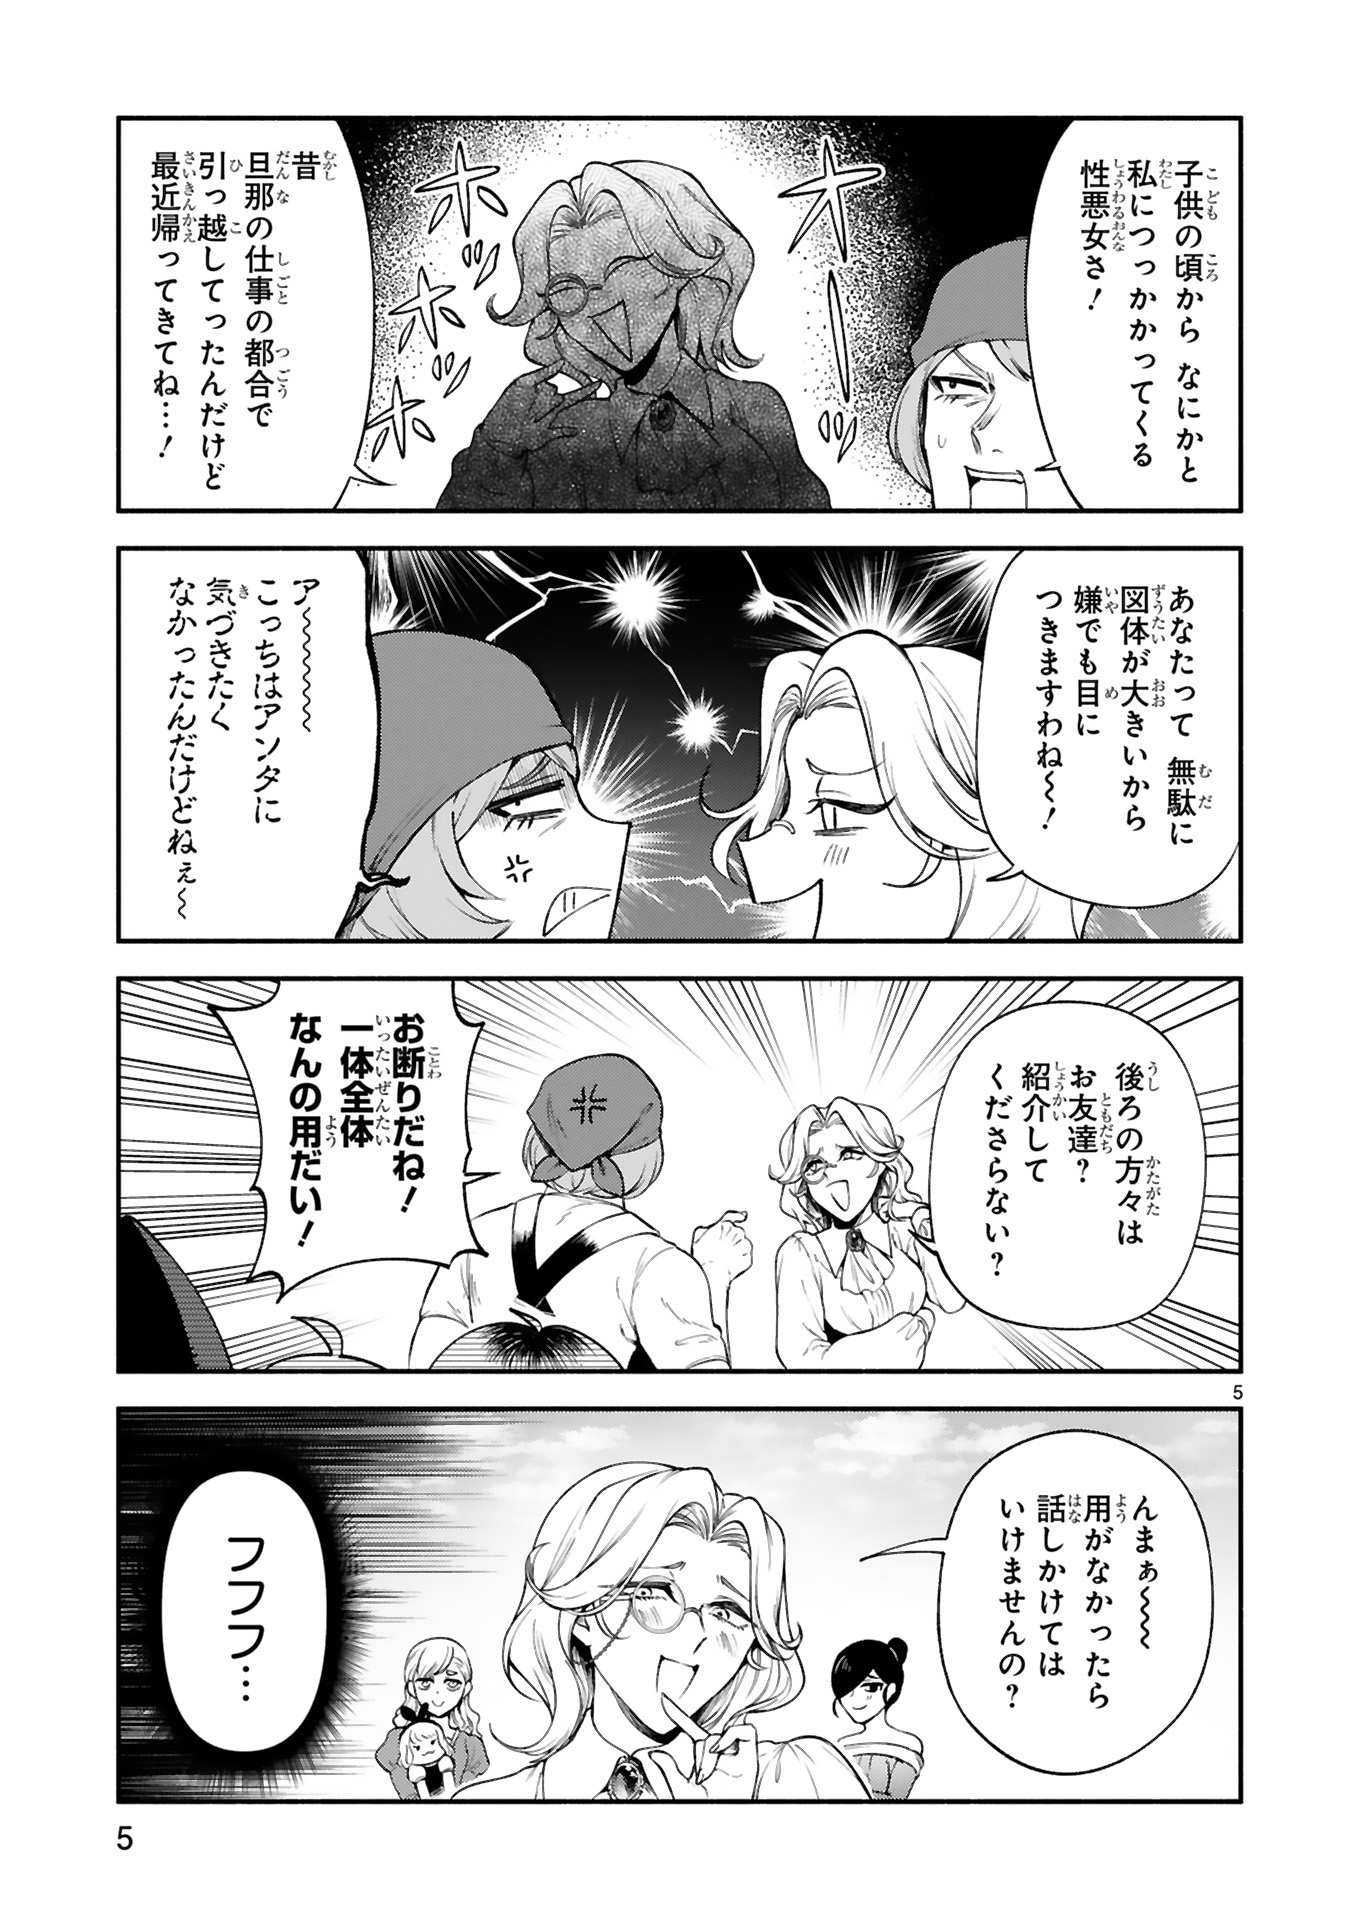 子供の頃から なにかと
私につっかかってくる
性悪女さ！
ホホホホ
ホホホホ
昔
旦那の仕事の都合で
引っ越してったんだけど
最近帰ってきてね…！
あなたって 無駄に
図体が大きいから
嫌でも目に
つきますわね〜！
ア〜〜〜〜
こっちはアンタに
気づきたく
なかったんだけどねぇ〜
後ろの方々は
お友達？
紹介して
くださらない？
お断りだね！
一体全体
なんの用だい！
5
んまぁ〜〜〜
用がなかったら
話しかけては
いけませんの？
フフフ…
5